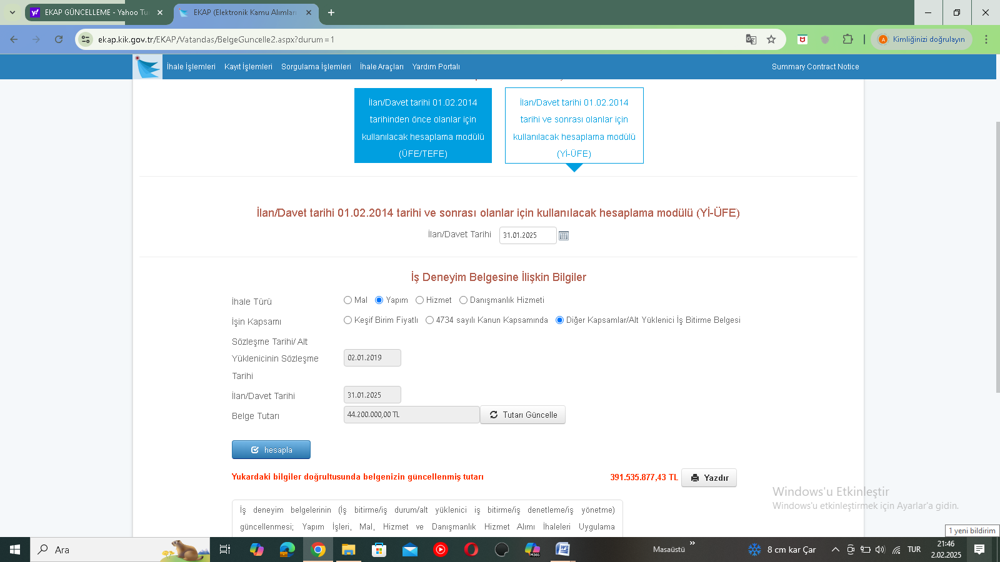 EKAP GÜNCELLEME - Yahoo Tu
EKAP (Elektronik Kamu Alımları
ekap.kik.gov.tr/EKAP/Vatandas/BelgeGuncelle2.aspx?durum=1
Kimliğinizi doğrulayın
İhale İşlemleri Kayıt İşlemleri Sorgulama İşlemleri İhale Araçları Yardım Portalı
Summary Contract Notice
İlan/Davet tarihi 01.02.2014
tarihinden önce olanlar için
kullanılacak hesaplama modülü
(ÜFE/TEFE)
İlan/Davet tarihi 01.02.2014
tarihi ve sonrası olanlar için
kullanılacak hesaplama modülü
(Yİ-ÜFE)
İlan/Davet tarihi 01.02.2014 tarihi ve sonrası olanlar için kullanılacak hesaplama modülü (Yİ-ÜFE)
İlan/Davet Tarihi 31.01.2025
İş Deneyim Belgesine İlişkin Bilgiler
İhale Türü Mal Yapım Hizmet Danışmanlık Hizmeti
İşin Kapsamı Keşif Birim Fiyatlı 4734 sayılı Kanun Kapsamında Diğer Kapsamlar/Alt Yüklenici İş Bitirme Belgesi
Sözleşme Tarihi/ Alt
Yüklenicinin Sözleşme 02.01.2019
Tarihi
İlan/Davet Tarihi 31.01.2025
Belge Tutarı 44.200.000,00 TL Tutarı Güncelle
hesapla
Yukardaki bilgiler doğrultusunda belgenizin güncellenmiş tutarı 391.535.877,43 TL Yazdır
İş deneyim belgelerinin (İş bitirme/iş durum/alt yüklenici iş bitirme/iş denetleme/iş yönetme)
güncellenmesi; Yapım İşleri, Mal, Hizmet ve Danışmanlık Hizmet Alımı İhaleleri Uygulama
Windows'u Etkinleştir
Windows'u etkinleştirmek için Ayarlar'a gidin.
1 yeni bildirim
Ara
M365
Masaüstü
8 cm kar Çar
TUR
21:46
2.02.2025